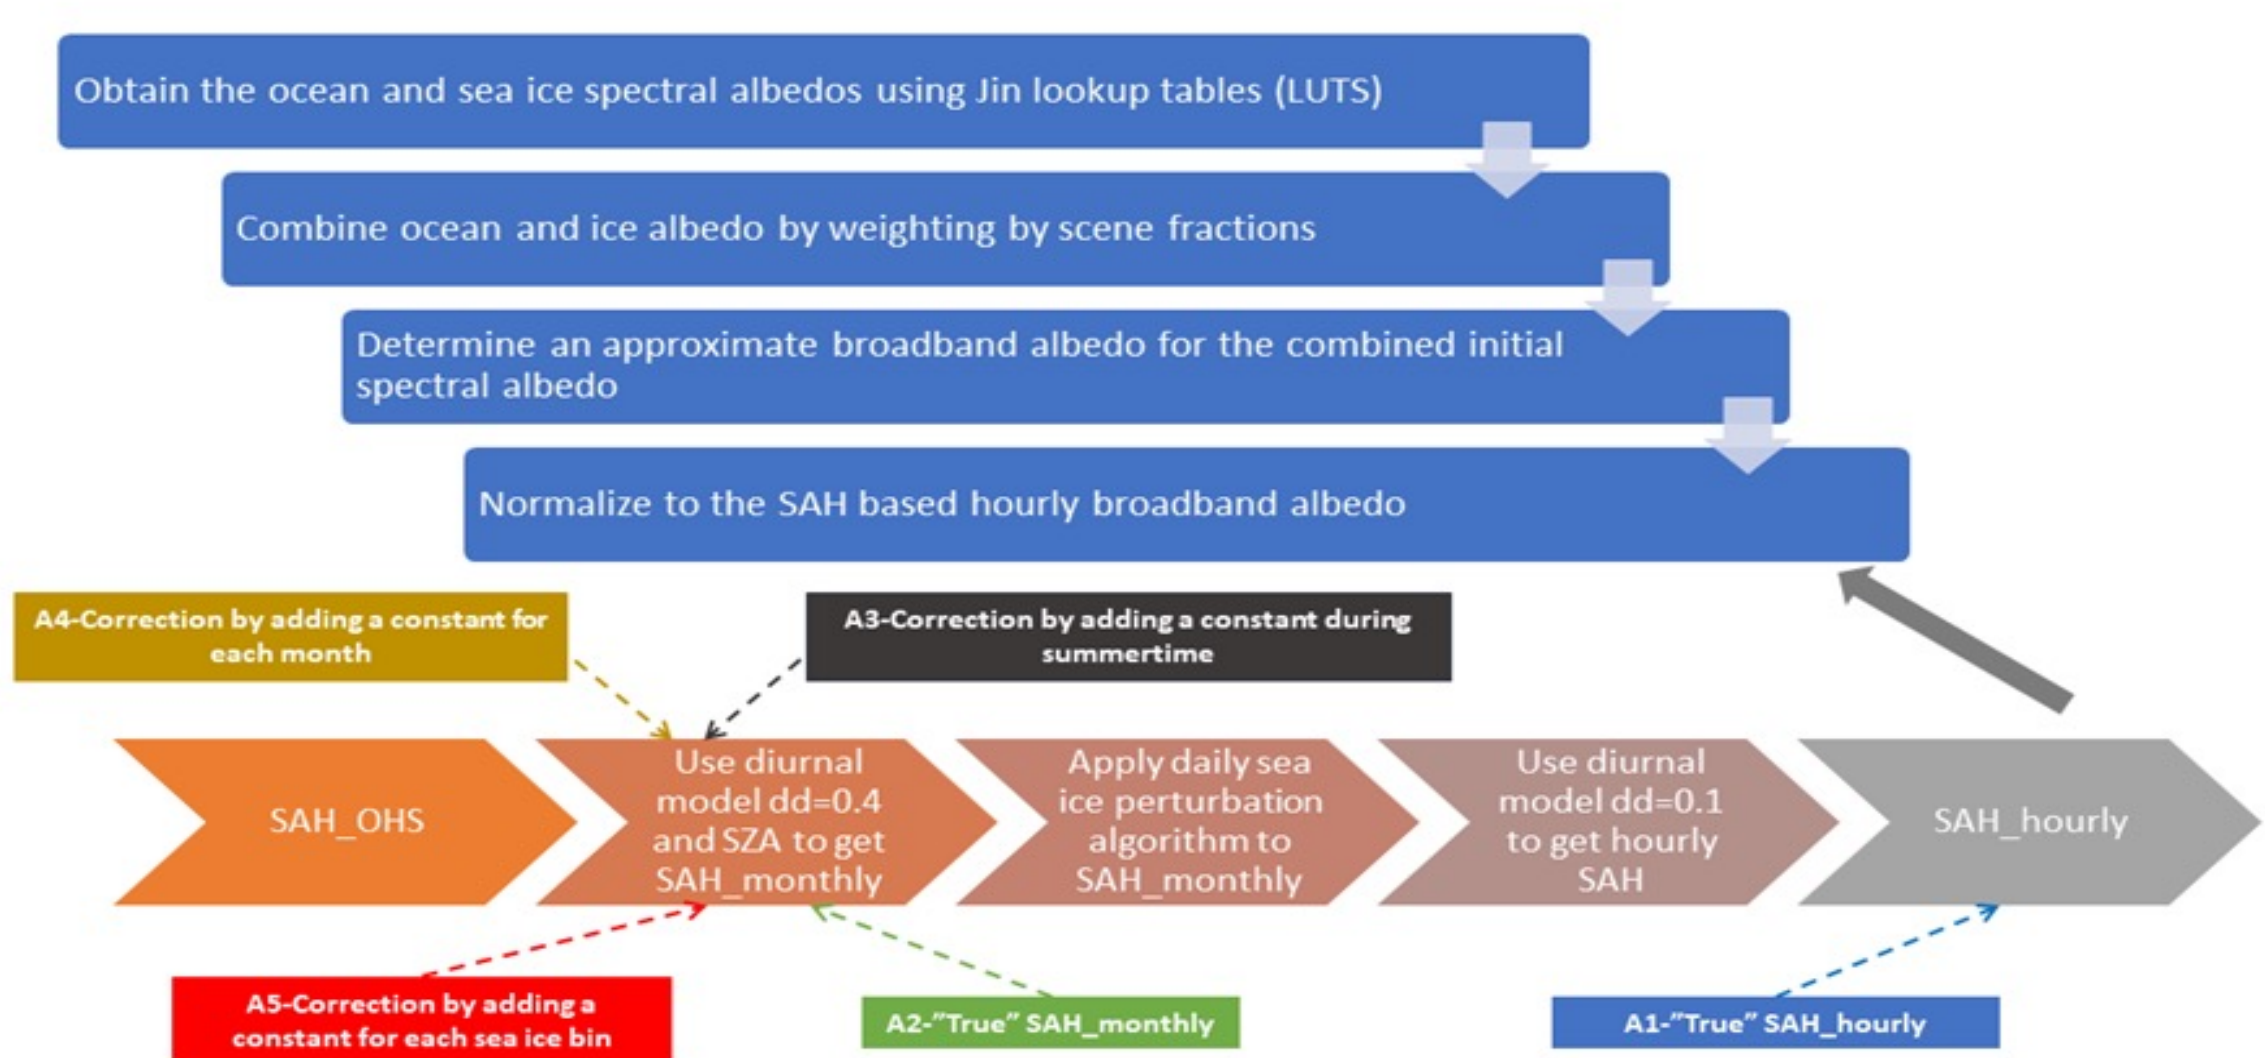 Obtain the ocean and sea ice spectral albedos using Jin lookup tables (LUTS)
Combine ocean and ice albedo by weighting by scene fractions
Determine an approximate broadband albedo for the combined initial
spectral albedo
Normalize to the SAH based hourly broadband albedo
A4-Correction by adding a constant for
each month
A3-Correction by adding a constant during
summertime
SAH_OHS
Use diurnal
model dd=0.4
and SZA to get
SAH_monthly
Apply daily sea
ice perturbation
algorithm to
SAH_monthly
Use diurnal
model dd=0.1
to get hourly
SAH
SAH_hourly
A5-Correction by adding a
constant for each sea ice bin
A2-”True” SAH_monthly
A1-”True” SAH_hourly